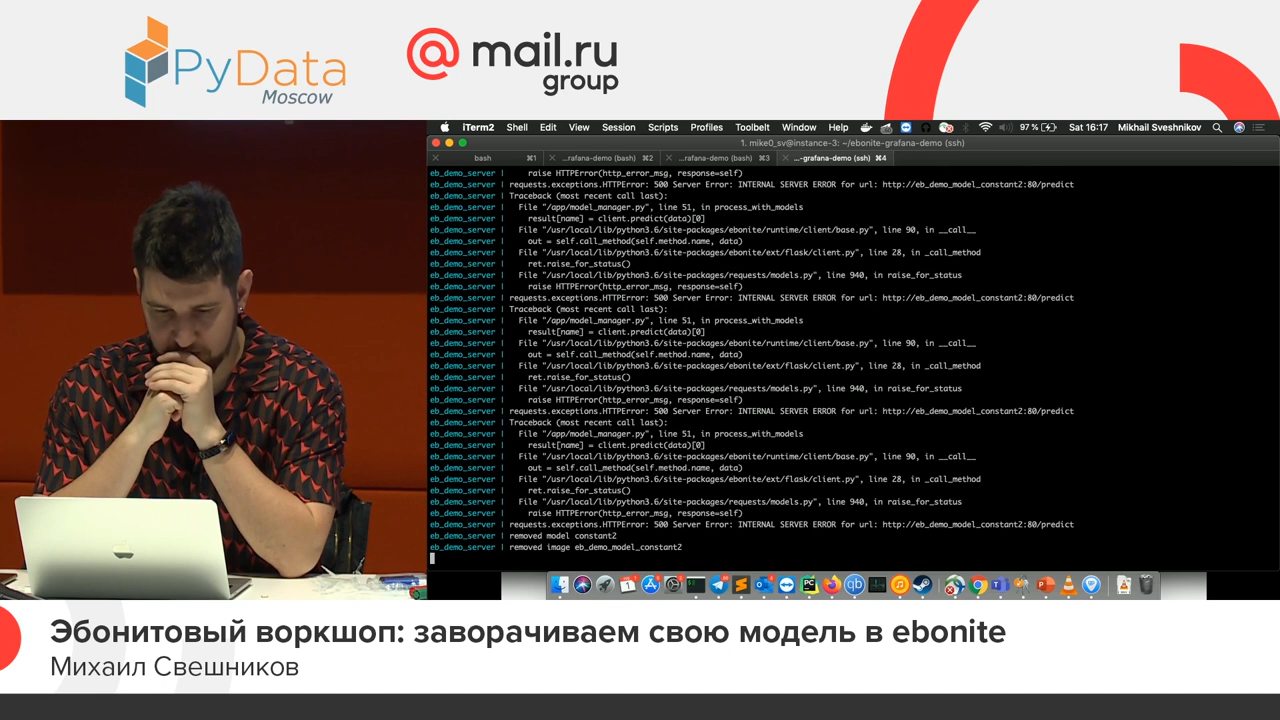 PyData
Moscow
@mail.ru
group
iTerm2 Shell Edit View Session Scripts Profiles Toolbelt Window Help 97% Sat 16:17 Mikhail Sveshnikov
1. mike0_sv@instance-3: ~/ebonite-grafana-demo (ssh)
bash ⌘1 ...rafana-demo (bash) ⌘2 ...rafana-demo (bash) ⌘3 ...-grafana-demo (ssh) ⌘4
eb_demo_server | raise HTTPError(http_error_msg, response=self)
eb_demo_server | requests.exceptions.HTTPError: 500 Server Error: INTERNAL SERVER ERROR for url: http://eb_demo_model_constant2:80/predict
eb_demo_server | Traceback (most recent call last):
eb_demo_server | File "/app/model_manager.py", line 51, in process_with_models
eb_demo_server | result[name] = client.predict(data)[0]
eb_demo_server | File "/usr/local/lib/python3.6/site-packages/ebonite/runtime/client/base.py", line 90, in __call__
eb_demo_server | out = self.call_method(self.method.name, data)
eb_demo_server | File "/usr/local/lib/python3.6/site-packages/ebonite/ext/flask/client.py", line 28, in _call_method
eb_demo_server | ret.raise_for_status()
eb_demo_server | File "/usr/local/lib/python3.6/site-packages/requests/models.py", line 940, in raise_for_status
eb_demo_server | raise HTTPError(http_error_msg, response=self)
eb_demo_server | requests.exceptions.HTTPError: 500 Server Error: INTERNAL SERVER ERROR for url: http://eb_demo_model_constant2:80/predict
eb_demo_server | Traceback (most recent call last):
eb_demo_server | File "/app/model_manager.py", line 51, in process_with_models
eb_demo_server | result[name] = client.predict(data)[0]
eb_demo_server | File "/usr/local/lib/python3.6/site-packages/ebonite/runtime/client/base.py", line 90, in __call__
eb_demo_server | out = self.call_method(self.method.name, data)
eb_demo_server | File "/usr/local/lib/python3.6/site-packages/ebonite/ext/flask/client.py", line 28, in _call_method
eb_demo_server | ret.raise_for_status()
eb_demo_server | File "/usr/local/lib/python3.6/site-packages/requests/models.py", line 940, in raise_for_status
eb_demo_server | raise HTTPError(http_error_msg, response=self)
eb_demo_server | requests.exceptions.HTTPError: 500 Server Error: INTERNAL SERVER ERROR for url: http://eb_demo_model_constant2:80/predict
eb_demo_server | Traceback (most recent call last):
eb_demo_server | File "/app/model_manager.py", line 51, in process_with_models
eb_demo_server | result[name] = client.predict(data)[0]
eb_demo_server | File "/usr/local/lib/python3.6/site-packages/ebonite/runtime/client/base.py", line 90, in __call__
eb_demo_server | out = self.call_method(self.method.name, data)
eb_demo_server | File "/usr/local/lib/python3.6/site-packages/ebonite/ext/flask/client.py", line 28, in _call_method
eb_demo_server | ret.raise_for_status()
eb_demo_server | File "/usr/local/lib/python3.6/site-packages/requests/models.py", line 940, in raise_for_status
eb_demo_server | raise HTTPError(http_error_msg, response=self)
eb_demo_server | requests.exceptions.HTTPError: 500 Server Error: INTERNAL SERVER ERROR for url: http://eb_demo_model_constant2:80/predict
eb_demo_server | removed model constant2
eb_demo_server | removed image eb_demo_model_constant2
Эбонитовый воркшоп: заворачиваем свою модель в ebonite
Михаил Свешников